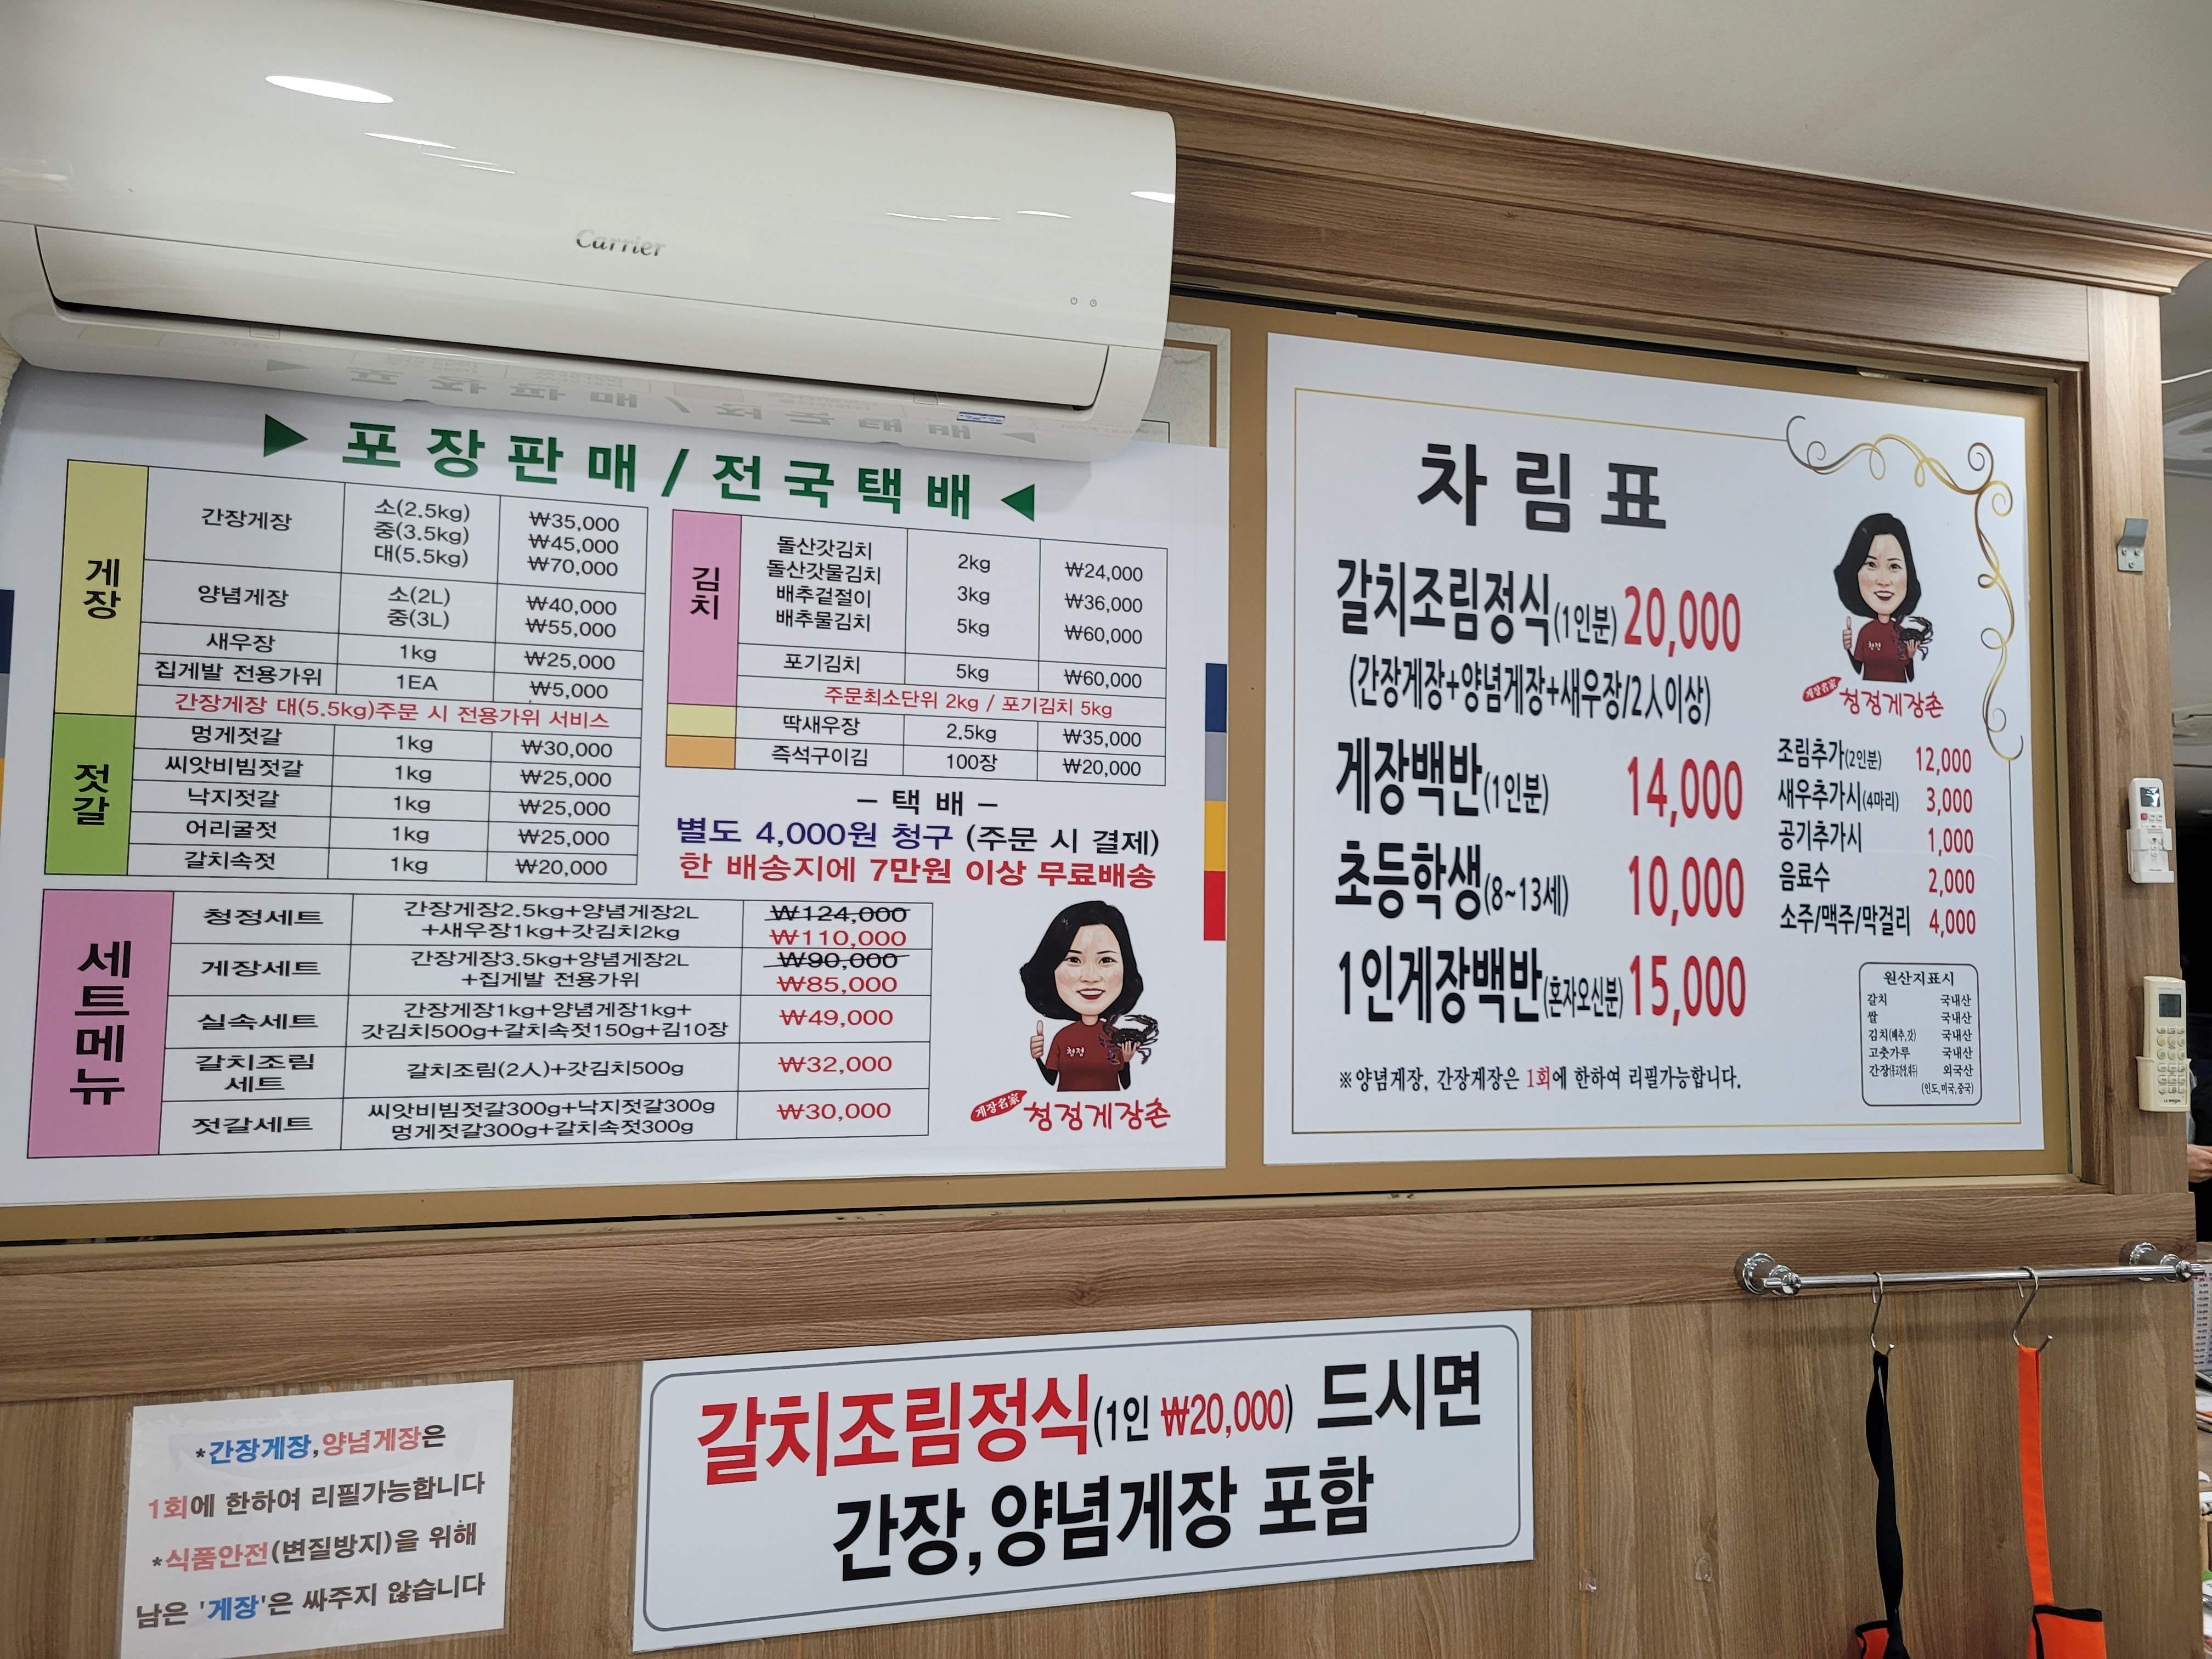 Carrier
▶ 포장판매 / 전국택배 ◀
게장
간장게장 소(2.5kg) ₩35,000
중(3.5kg) ₩45,000
대(5.5kg) ₩70,000
양념게장 소(2L) ₩40,000
중(3L) ₩55,000
새우장 1kg ₩25,000
집게발 전용가위 1EA ₩5,000
간장게장 대(5.5kg)주문 시 전용가위 서비스
젓갈
멍게젓갈 1kg ₩30,000
씨앗비빔젓갈 1kg ₩25,000
낙지젓갈 1kg ₩25,000
어리굴젓 1kg ₩25,000
갈치속젓 1kg ₩20,000
김치
돌산갓김치
돌산갓물김치
배추겉절이
배추물김치
2kg ₩24,000
3kg ₩36,000
5kg ₩60,000
포기김치 5kg ₩60,000
주문최소단위 2kg / 포기김치 5kg
딱새우장 2.5kg ₩35,000
즉석구이김 100장 ₩20,000
– 택 배 –
별도 4,000원 청구 (주문 시 결제)
한 배송지에 7만원 이상 무료배송
세트메뉴
청정세트 간장게장2.5kg+양념게장2L ₩124,000
+새우장1kg+갓김치2kg ₩110,000
게장세트 간장게장3.5kg+양념게장2L ₩90,000
+집게발 전용가위 ₩85,000
실속세트 간장게장1kg+양념게장1kg+ ₩49,000
갓김치500g+갈치속젓150g+김10장
갈치조림
세트 갈치조림(2人)+갓김치500g ₩32,000
젓갈세트 씨앗비빔젓갈300g+낙지젓갈300g ₩30,000
멍게젓갈300g+갈치속젓300g
청정
게장名家 청정게장촌
차림표
갈치조림정식(1인분) 20,000
(간장게장+양념게장+새우장/2人이상)
게장백반(1인분) 14,000
초등학생(8~13세) 10,000
1인게장백반(혼자오신분) 15,000
※양념게장, 간장게장은 1회에 한하여 리필가능합니다.
청정
게장名家 청정게장촌
조림추가(2인분) 12,000
새우추가시(4마리) 3,000
공기추가시 1,000
음료수 2,000
소주/맥주/막걸리 4,000
원산지표시
갈치 국내산
쌀 국내산
김치(배추,갓) 국내산
고춧가루 국내산
간장 외국산
(인도,미국,중국)
*간장게장,양념게장은
1회에 한하여 리필가능합니다
*식품안전(변질방지)을 위해
남은 '게장'은 싸주지 않습니다
갈치조림정식(1인 ₩20,000) 드시면
간장,양념게장 포함